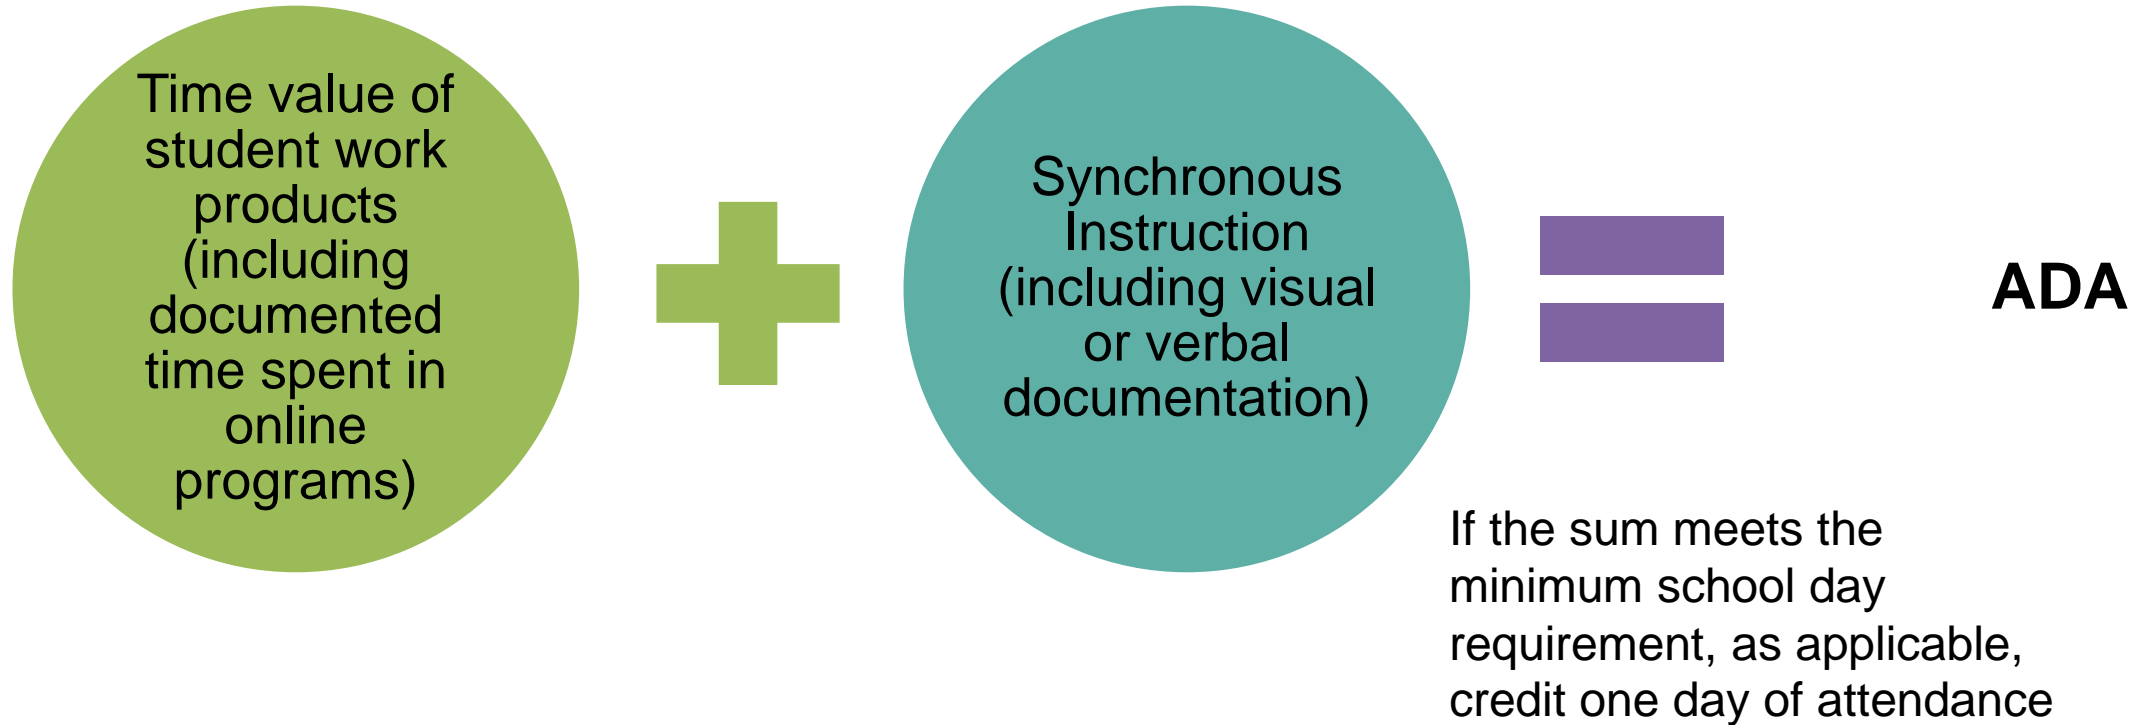 Time value of
student work
products
(including
documented
time spent in
online
programs)
Synchronous
Instruction
(including visual
or verbal
documentation)
ADA
If the sum meets the
minimum school day
requirement, as applicable,
credit one day of attendance